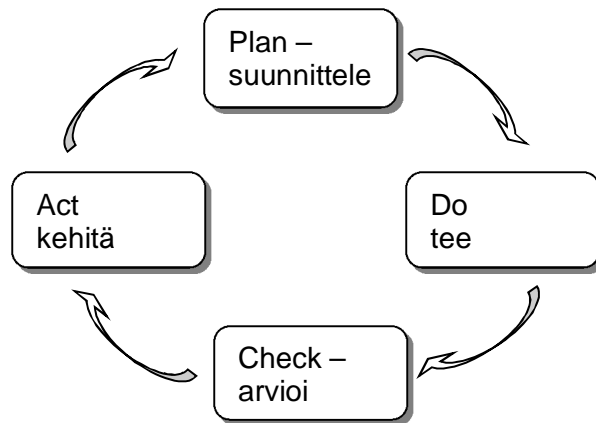 Plan –
suunnittele
Do
tee
Check –
arvioi
Act
kehitä